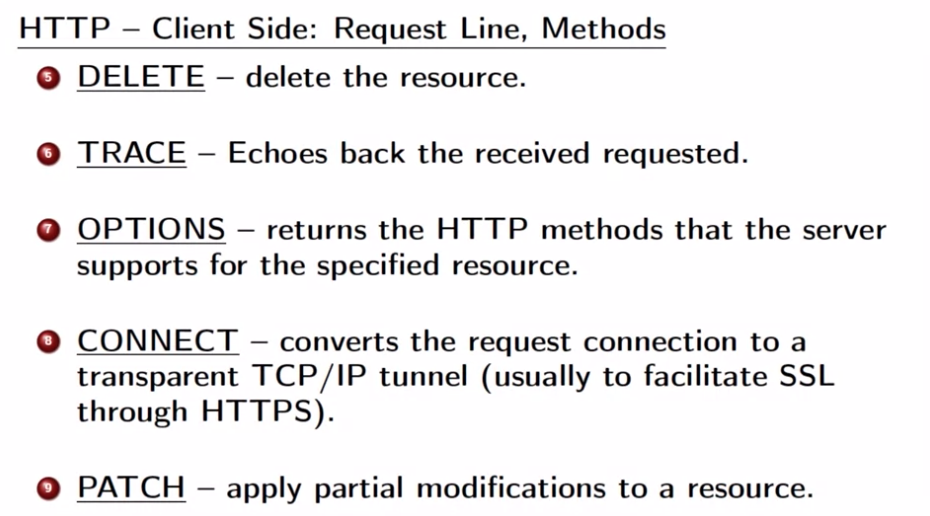 HTTP – Client Side: Request Line, Methods
5 DELETE – delete the resource.
6 TRACE – Echoes back the received requested.
7 OPTIONS – returns the HTTP methods that the server
supports for the specified resource.
8 CONNECT – converts the request connection to a
transparent TCP/IP tunnel (usually to facilitate SSL
through HTTPS).
9 PATCH – apply partial modifications to a resource.